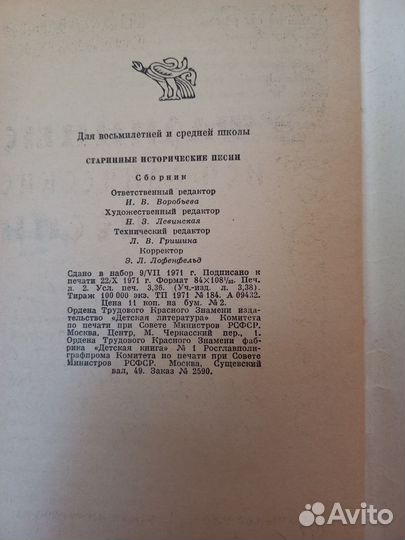 Для восьмилетней и средней школы
СТАРИННЫЕ ИСТОРИЧЕСКИЕ ПЕСНИ
Сборник
Ответственный редактор
И. В. Воробьева
Художественный редактор
Н. З. Левинская
Технический редактор
Л. В. Гришина
Корректор
Э. Л. Лофенфельд
Сдано в набор 9/VII 1971 г. Подписано к
печати 22/X 1971 г. Формат 84×108¹/₃₂. Печ.
л. 2. Усл. печ. 3,36. (Уч.-изд. л. 3,38).
Тираж 100 000 экз. ТП 1971 № 184. А 09432.
Цена 11 коп. на бум. № 2.
Ордена Трудового Красного Знамени изда-
тельство «Детская литература» Комитета
по печати при Совете Министров РСФСР.
Москва, Центр, М. Черкасский пер., 1.
Ордена Трудового Красного Знамени фаб-
рика «Детская книга» № 1 Росглавполи-
графпрома Комитета по печати при Совете
Министров РСФСР. Москва, Сущевский
вал, 49. Заказ № 2590.
Avito